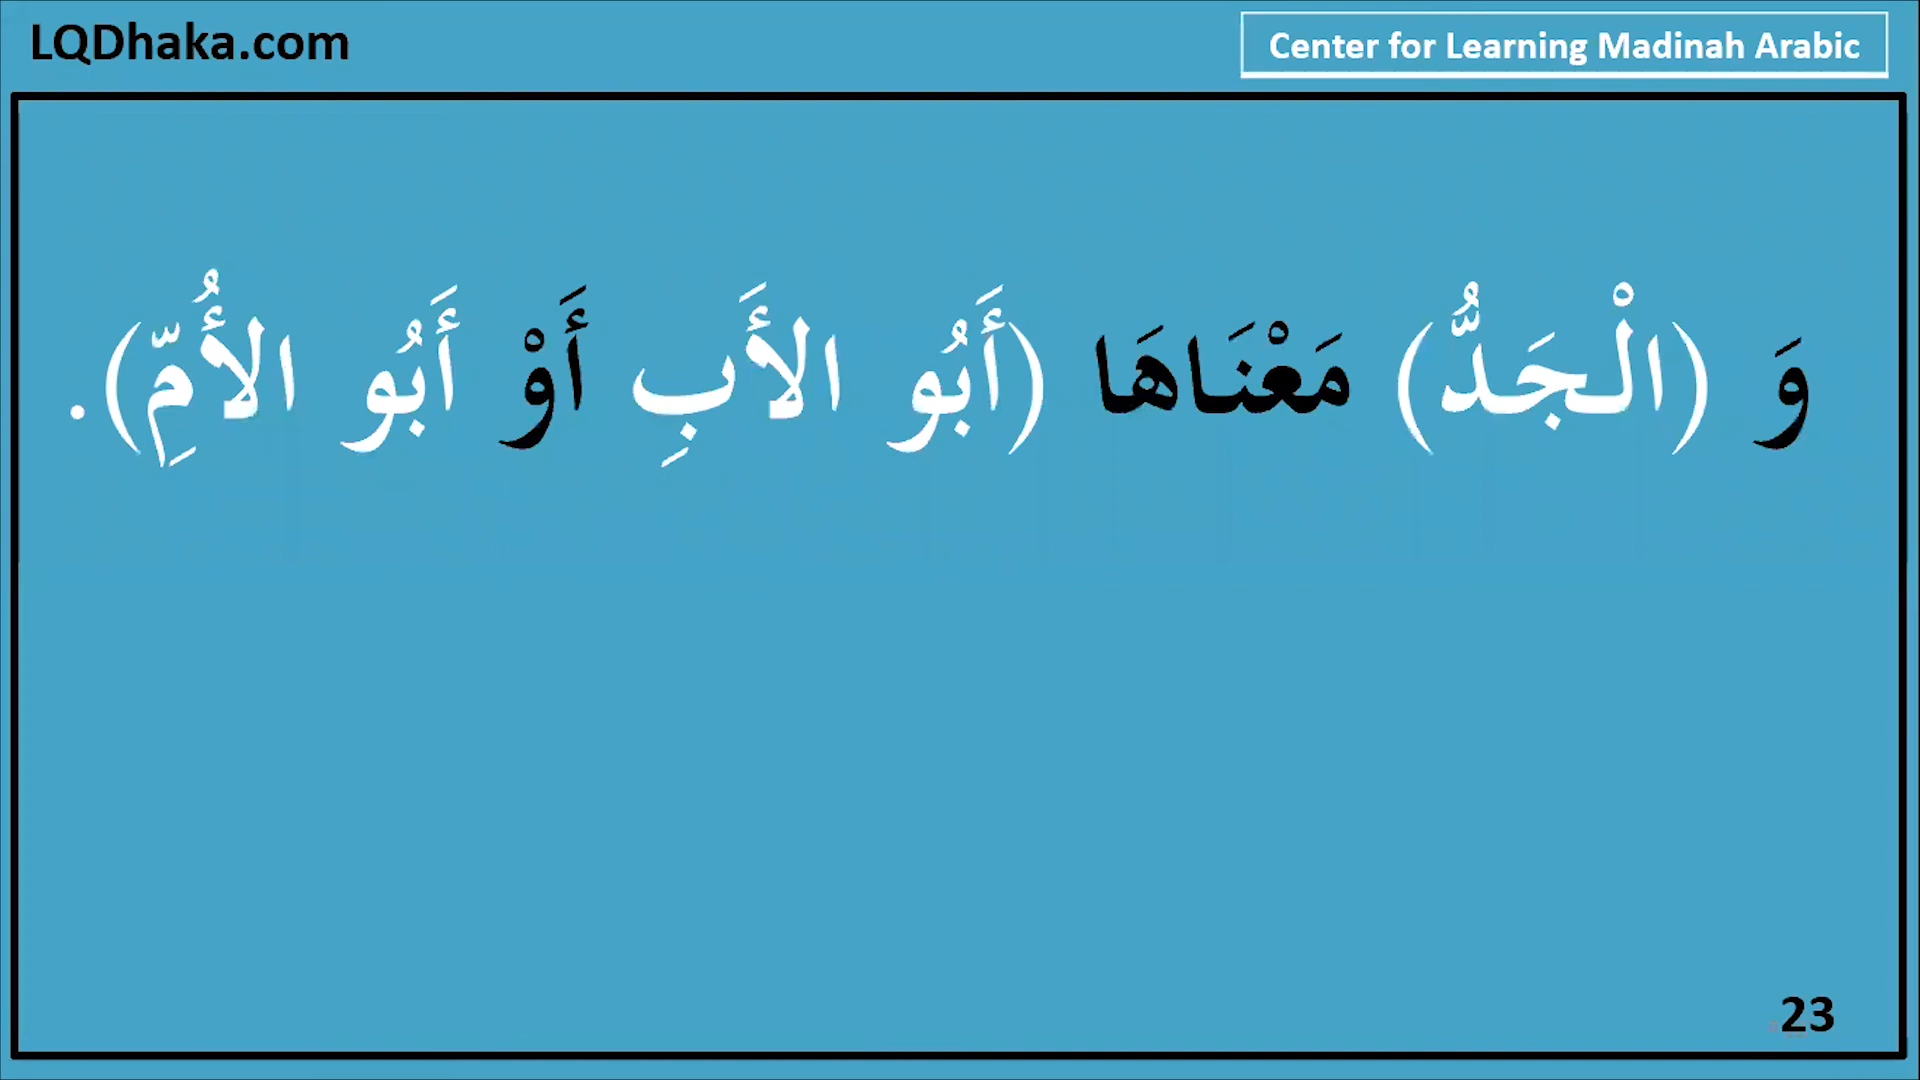 LQDhaka.com
Center for Learning Madinah Arabic
وَ (الْجَدُّ) مَعْنَاهَا (أَبُو الأَبِ أَوْ أَبُو الأُمِّ).
23